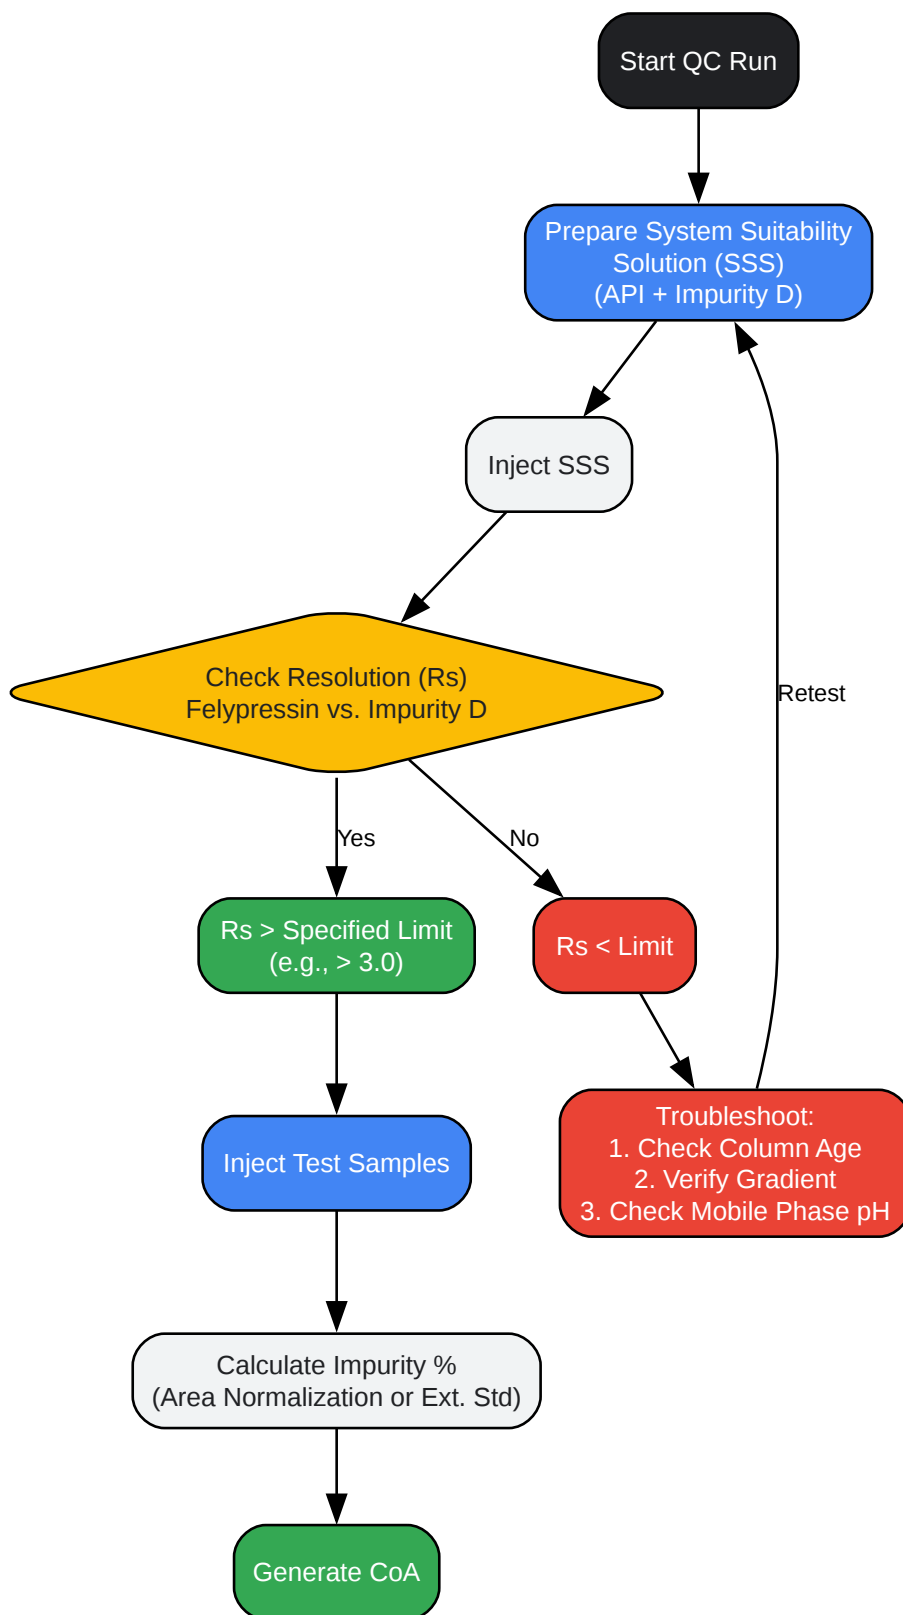 Start QC Run
Prepare System Suitability
Solution (SSS)
(API + Impurity D)
Inject SSS
Check Resolution (Rs)
Felypressin vs. Impurity D
Retest
Yes
No
Rs > Specified Limit
(e.g., > 3.0)
Rs < Limit
Troubleshoot:
1. Check Column Age
2. Verify Gradient
3. Check Mobile Phase pH
Inject Test Samples
Calculate Impurity %
(Area Normalization or Ext. Std)
Generate CoA